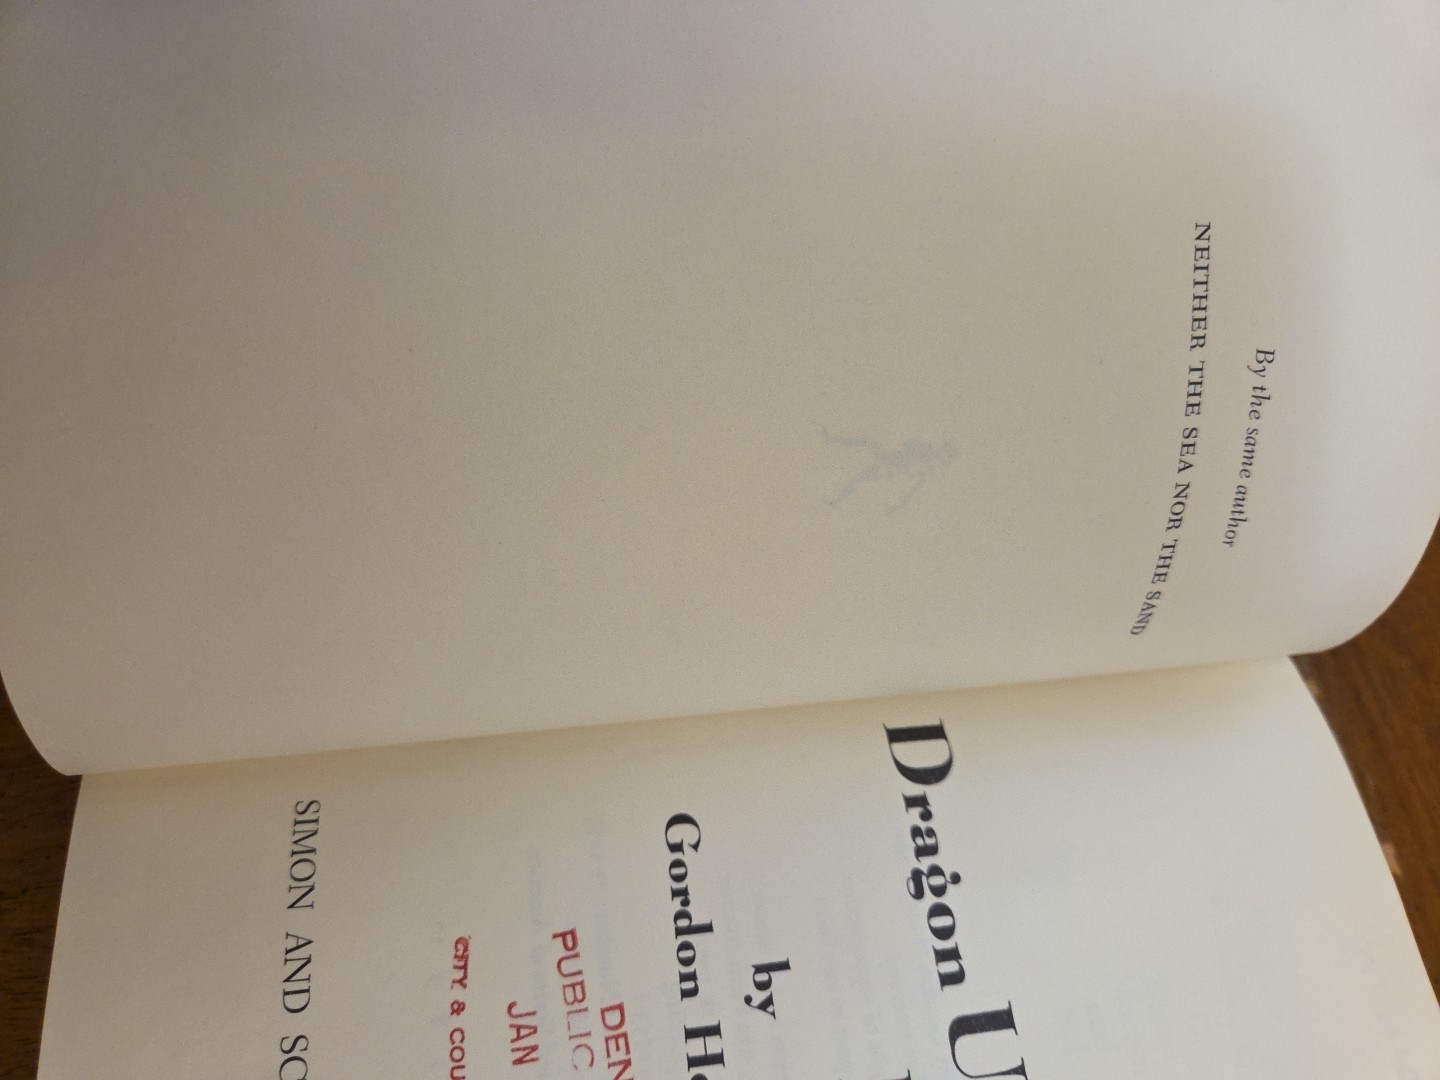 By the same author
NEITHER THE SEA NOR THE SAND
Dragon U
by
Gordon Ho
DEN
PUBLIC
JAN
CITY & COU
SIMON AND SC